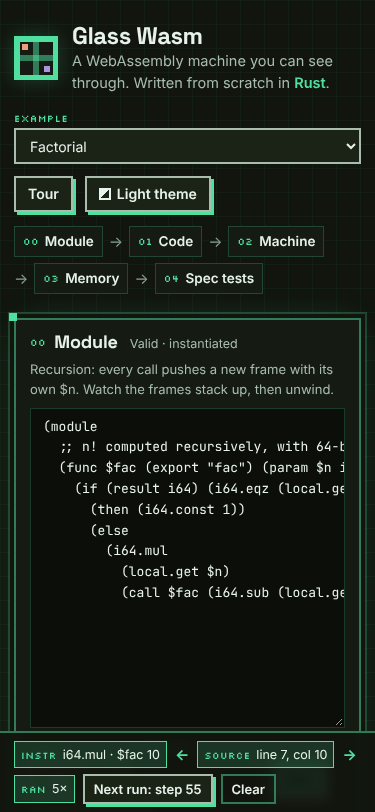 Glass Wasm
A WebAssembly machine you can see
through. Written from scratch in Rust.
EXAMPLE
Factorial
Tour
Light theme
00 Module → 01 Code → 02 Machine
→ 03 Memory → 04 Spec tests
00 Module Valid · instantiated
Recursion: every call pushes a new frame with its
own $n. Watch the frames stack up, then unwind.
(module
;; n! computed recursively, with 64-b
(func $fac (export "fac") (param $n i
(if (result i64) (i64.eqz (local.ge
(then (i64.const 1))
(else
(i64.mul
(local.get $n)
(call $fac (i64.sub (local.ge
INSTR i64.mul · $fac 10 ← SOURCE line 7, col 10 →
RAN 5× Next run: step 55 Clear